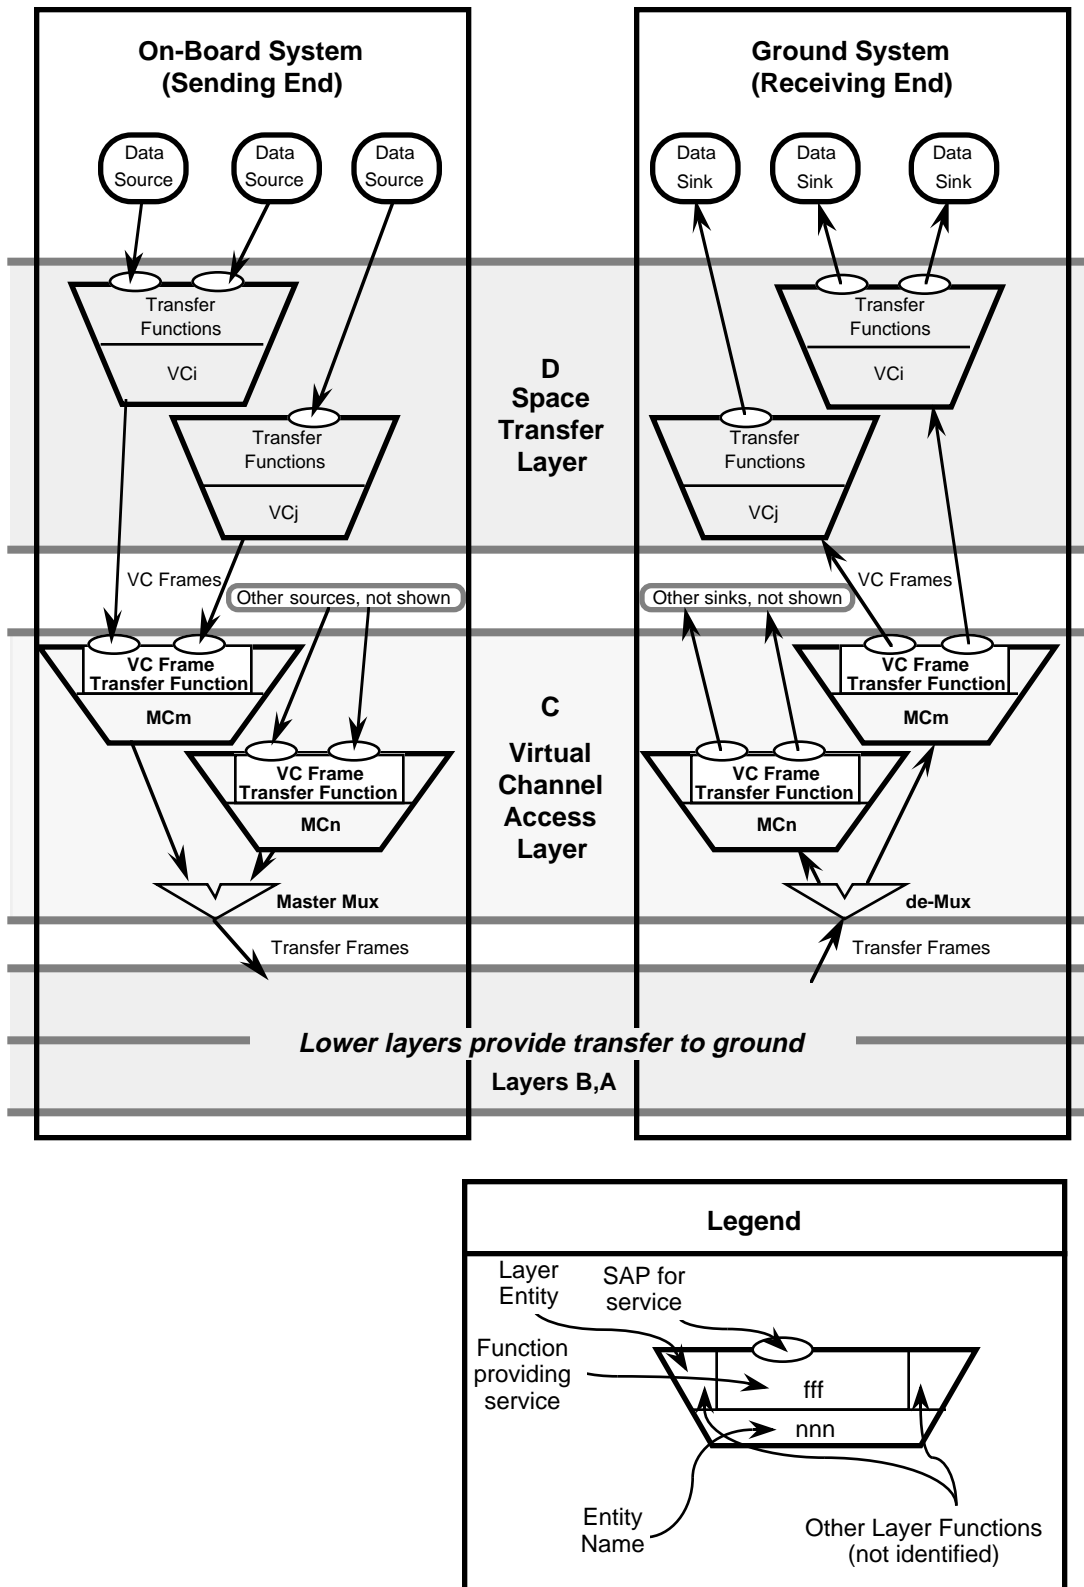 On-Board System
(Sending End)
Ground System
(Receiving End)
Data
Source
Data
Source
Data
Source
Data
Sink
Data
Sink
Data
Sink
Transfer
Functions
VCi
Transfer
Functions
VCj
D
Space
Transfer
Layer
Transfer
Functions
VCi
Transfer
Functions
VCj
VC Frames
Other sources, not shown
VC Frames
Other sinks, not shown
VC Frame
Transfer Function
MCm
VC Frame
Transfer Function
MCn
C
Virtual
Channel
Access
Layer
VC Frame
Transfer Function
MCm
VC Frame
Transfer Function
MCn
Master Mux
de-Mux
Transfer Frames
Transfer Frames
Lower layers provide transfer to ground
Layers B,A
Legend
Layer
Entity
SAP for
service
Function
providing
service
fff
nnn
Entity
Name
Other Layer Functions
(not identified)